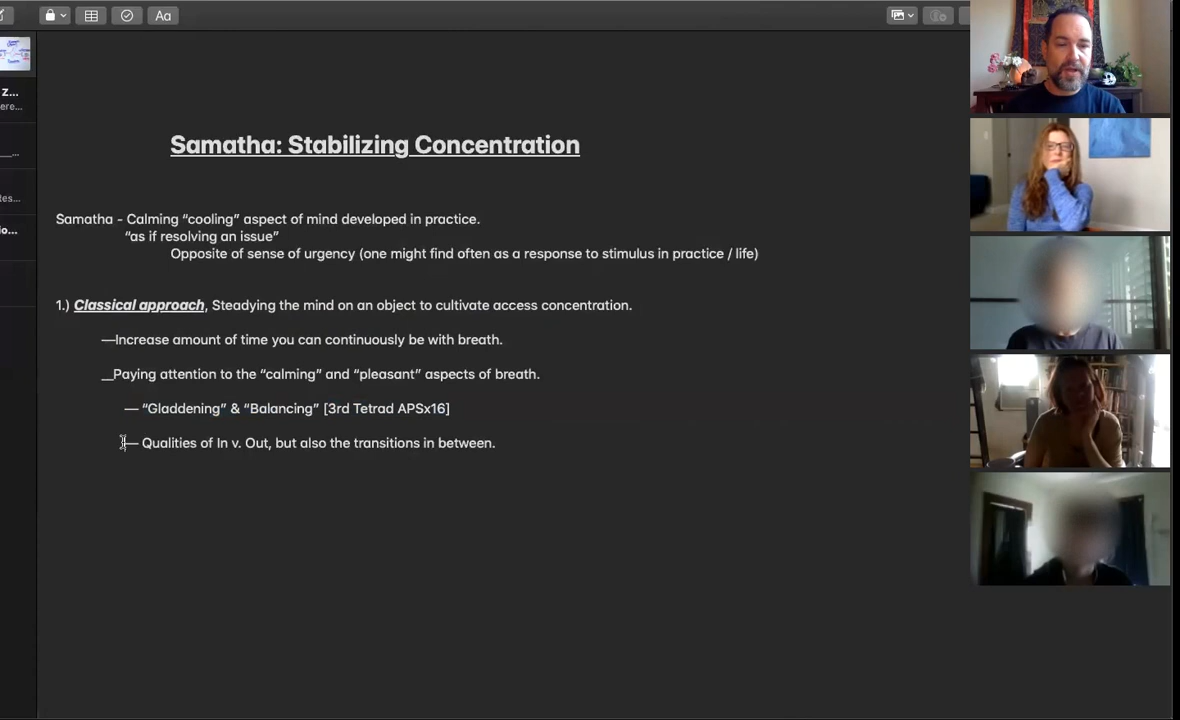 Aa
Z...
ere...
_...
tes...
io...
Samatha: Stabilizing Concentration
Samatha - Calming “cooling” aspect of mind developed in practice.
“as if resolving an issue”
Opposite of sense of urgency (one might find often as a response to stimulus in practice / life)
1.) Classical approach, Steadying the mind on an object to cultivate access concentration.
—Increase amount of time you can continuously be with breath.
__Paying attention to the “calming” and “pleasant” aspects of breath.
— “Gladdening” & “Balancing” [3rd Tetrad APSx16]
— Qualities of In v. Out, but also the transitions in between.